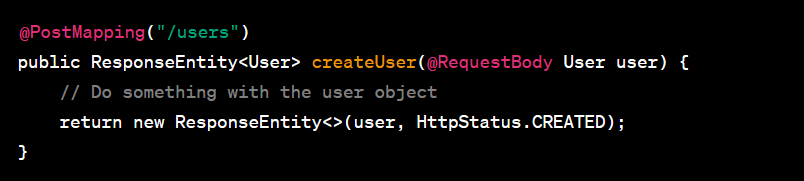 @PostMapping("/users")
public ResponseEntity<User> createUser(@RequestBody User user) {
    // Do something with the user object
    return new ResponseEntity<>(user, HttpStatus.CREATED);
}